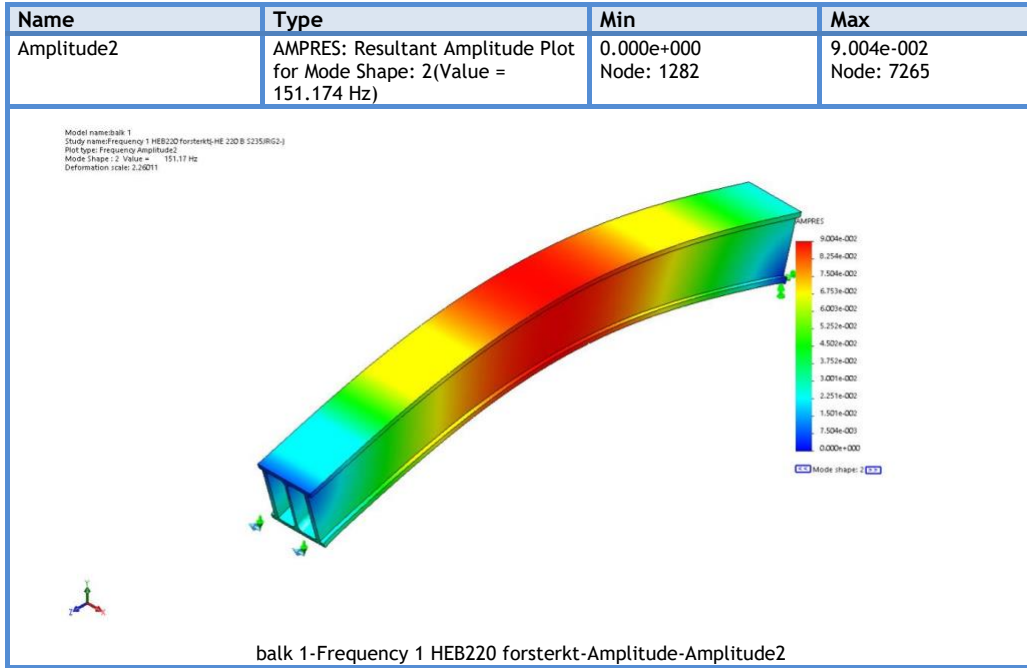 Name Type Min Max
Amplitude2 AMPRES: Resultant Amplitude Plot 0.000e+000 9.004e-002
for Mode Shape: 2(Value = Node: 1282 Node: 7265
151.174 Hz)
Model name:balk 1
Study name:Frequency 1 HEB220 forsterkt(-HE 220 B S235JRG2-)
Plot type: Frequency Amplitude2
Mode Shape : 2 Value = 151.17 Hz
Deformation scale: 2.26011
AMPRES
9.004e-002
8.254e-002
7.504e-002
6.753e-002
6.003e-002
5.252e-002
4.502e-002
3.752e-002
3.001e-002
2.251e-002
1.501e-002
7.504e-003
0.000e+000
Mode shape: 2
Y
Z X
balk 1-Frequency 1 HEB220 forsterkt-Amplitude-Amplitude2